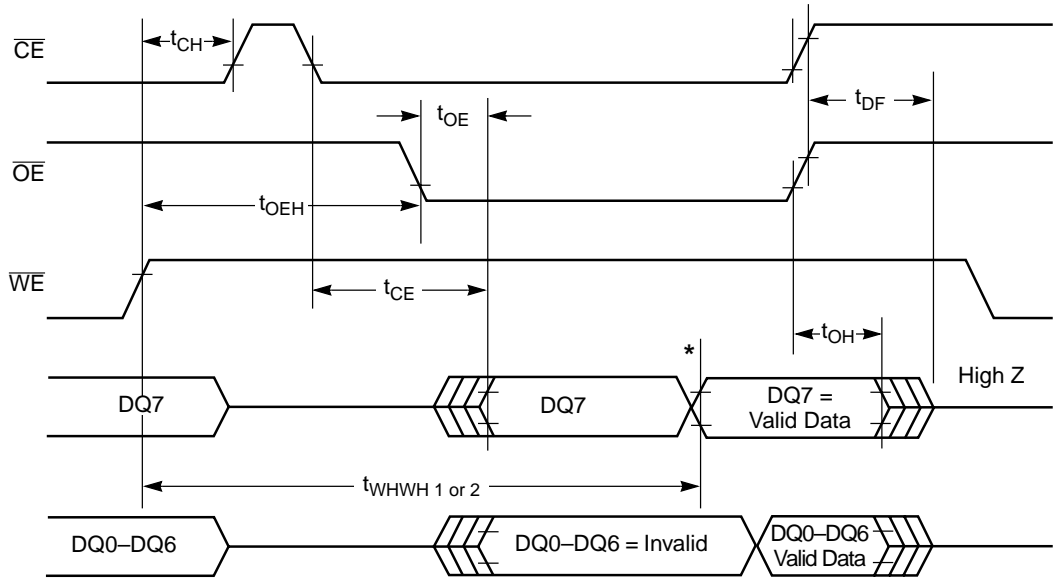 CE
tCH
tDF
tOE
OE
tOEH
WE
tCE
tOH
*
High Z
DQ7
DQ7
DQ7 =
Valid Data
tWHWH 1 or 2
DQ0–DQ6
DQ0–DQ6 = Invalid
DQ0–DQ6
Valid Data